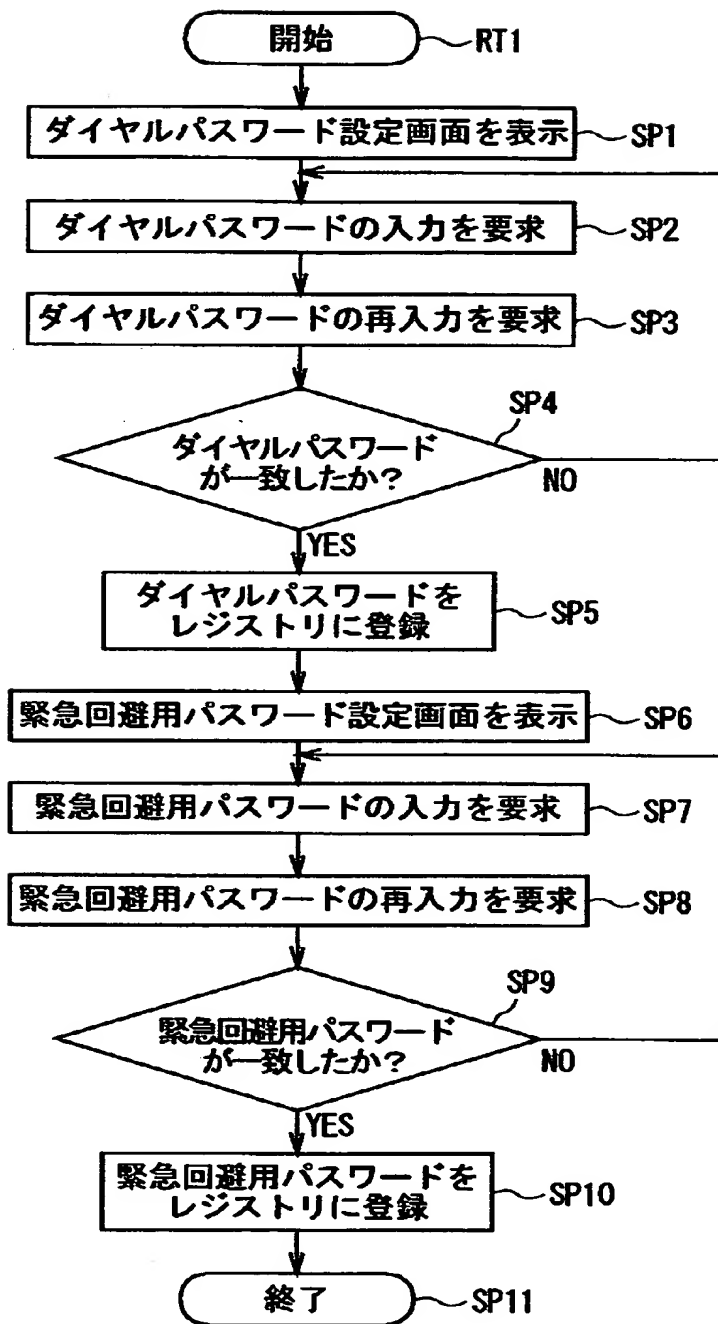 開始 RT1
ダイヤルパスワード設定画面を表示 SP1
ダイヤルパスワードの入力を要求 SP2
ダイヤルパスワードの再入力を要求 SP3
SP4
ダイヤルパスワード
が一致したか?
NO
YES
ダイヤルパスワードを
レジストリに登録
SP5
緊急回避用パスワード設定画面を表示 SP6
緊急回避用パスワードの入力を要求 SP7
緊急回避用パスワードの再入力を要求 SP8
SP9
緊急回避用パスワード
が一致したか?
NO
YES
緊急回避用パスワードを
レジストリに登録
SP10
終了 SP11